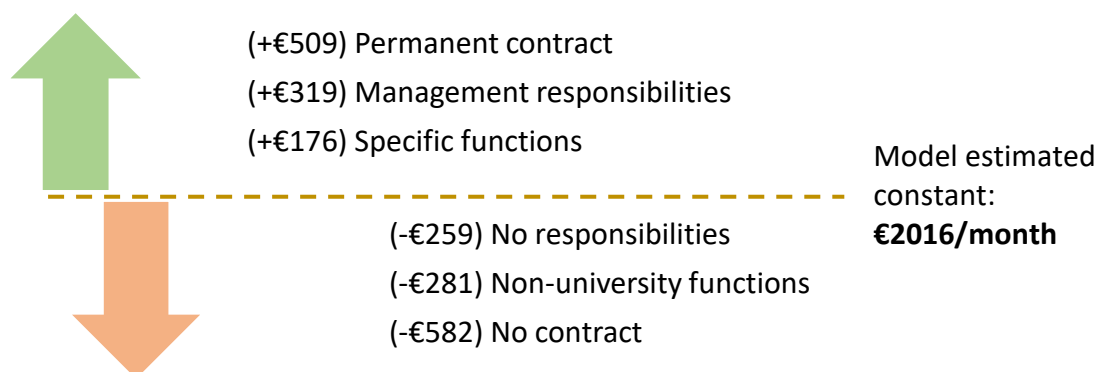 (+€509) Permanent contract
(+€319) Management responsibilities
(+€176) Specific functions
Model estimated
constant:
€2016/month
(-€259) No responsibilities
(-€281) Non-university functions
(-€582) No contract